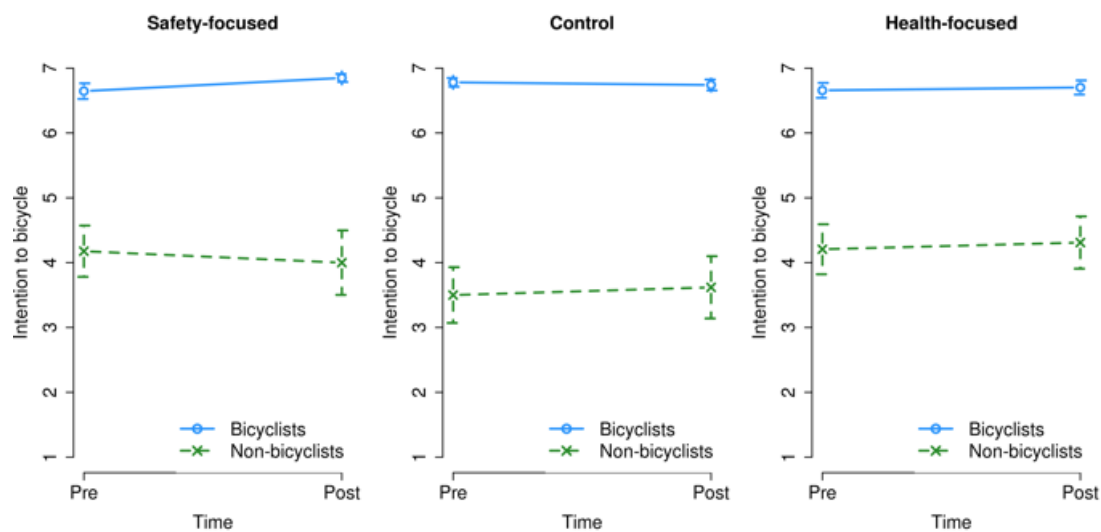 Safety-focused
Intention to bicycle
7
6
5
4
3
2
1
Bicyclists
Non-bicyclists
Pre
Post
Time
Control
Intention to bicycle
7
6
5
4
3
2
1
Bicyclists
Non-bicyclists
Pre
Post
Time
Health-focused
Intention to bicycle
7
6
5
4
3
2
1
Bicyclists
Non-bicyclists
Pre
Post
Time